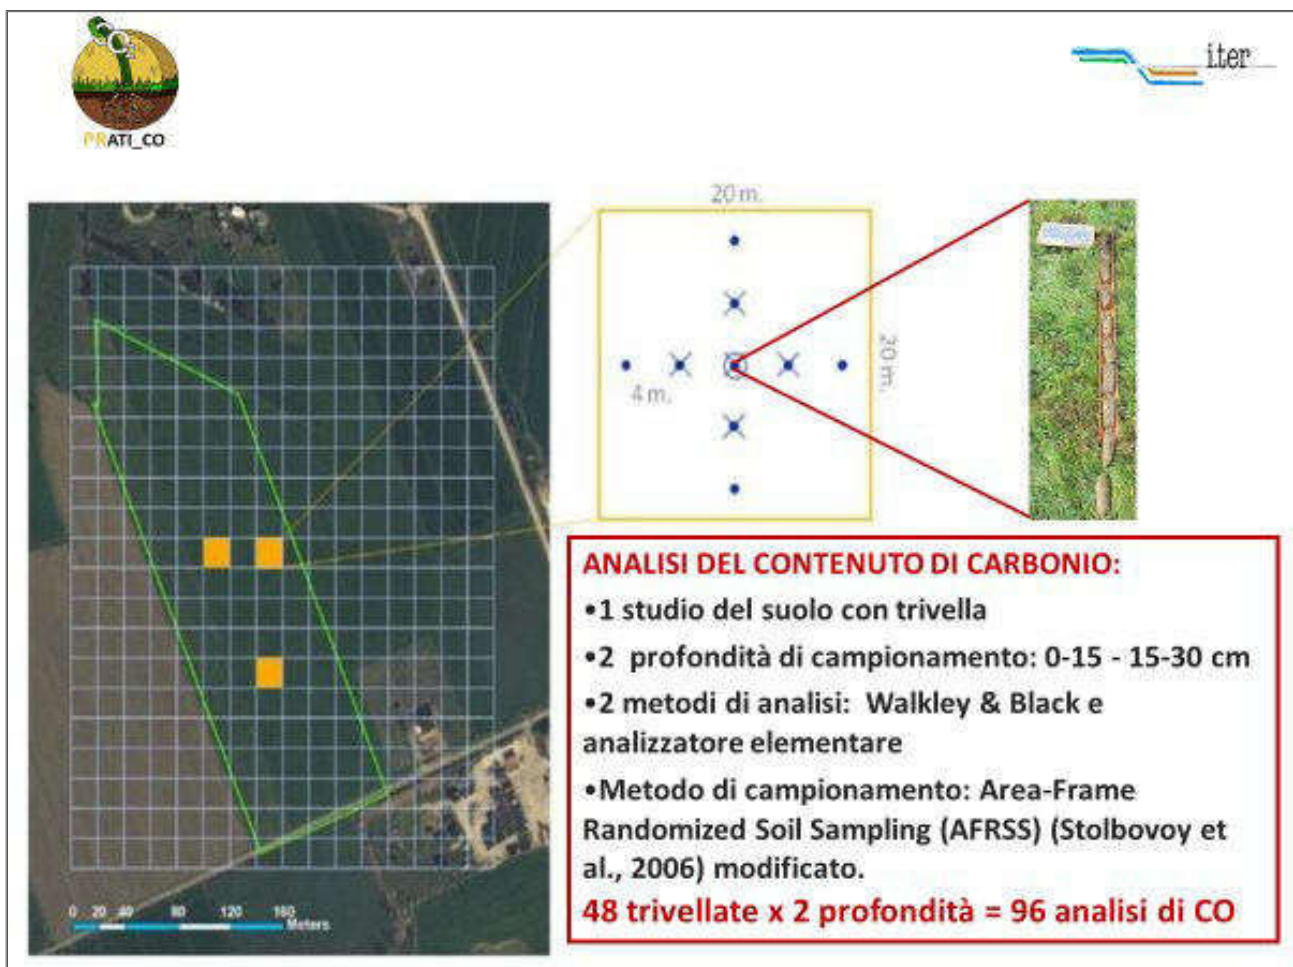 CO2
PRATI_CO
iter
20 m.
20 m.
4 m.
0 20 40 80 120 160
Meters
ANALISI DEL CONTENUTO DI CARBONIO:
•1 studio del suolo con trivella
•2 profondità di campionamento: 0-15 - 15-30 cm
•2 metodi di analisi: Walkley & Black e
analizzatore elementare
•Metodo di campionamento: Area-Frame
Randomized Soil Sampling (AFRSS) (Stolbovoy et
al., 2006) modificato.
48 trivellate x 2 profondità = 96 analisi di CO